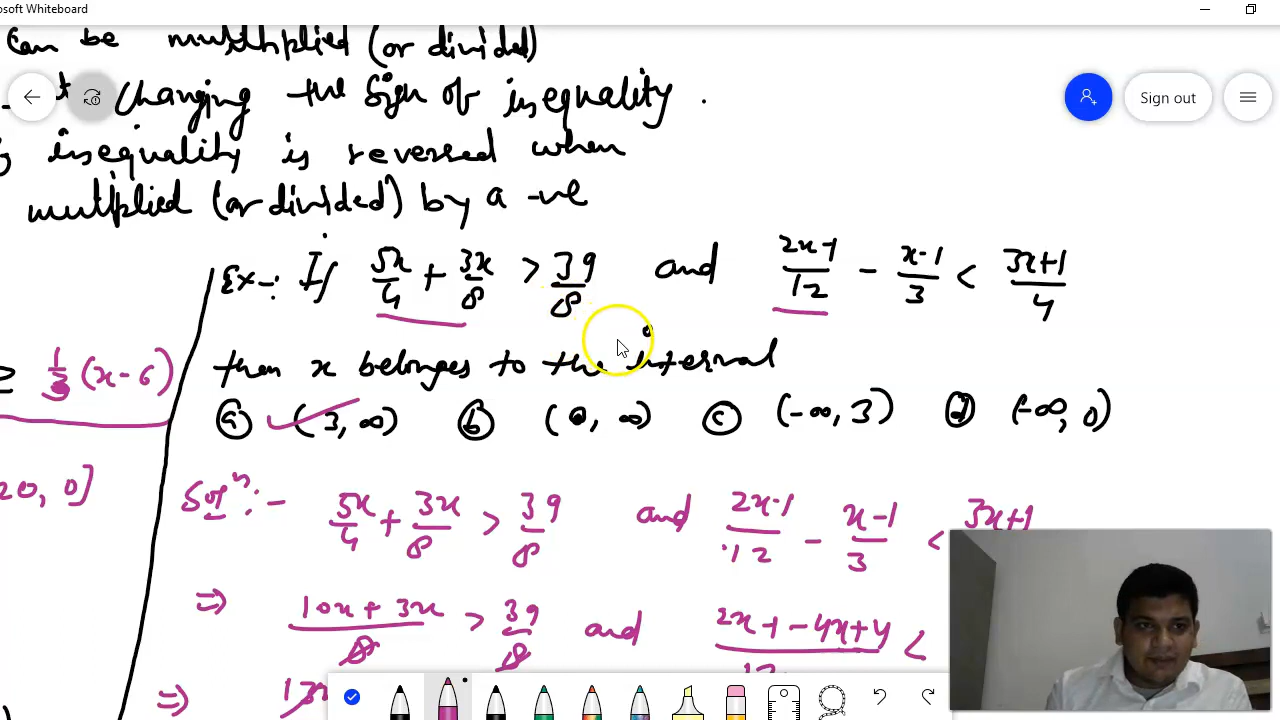 osoft Whiteboard
Can be multiplied (or divided)
Changing the sign of inequality .
inequality is reversed when
multiplied (or divided) by a -ve
Sign out
Ex-: If 5x/4 + 3x/8 > 39/8 and 2x-1/12 - x-1/3 < 3x+1/4
1/3 (x-6)
then x belongs to the interval
(a) (3, ∞) (b) (0, ∞) (c) (-∞, 3) (d) (-∞, 0)
20, 0]
Solⁿ:- 5x/4 + 3x/8 > 39/8 and 2x-1/12 - x-1/3 < 3x+1
⇒ 10x + 3x/8 > 39/8 and 2x-1-4x+4/12 <
⇒ 13x